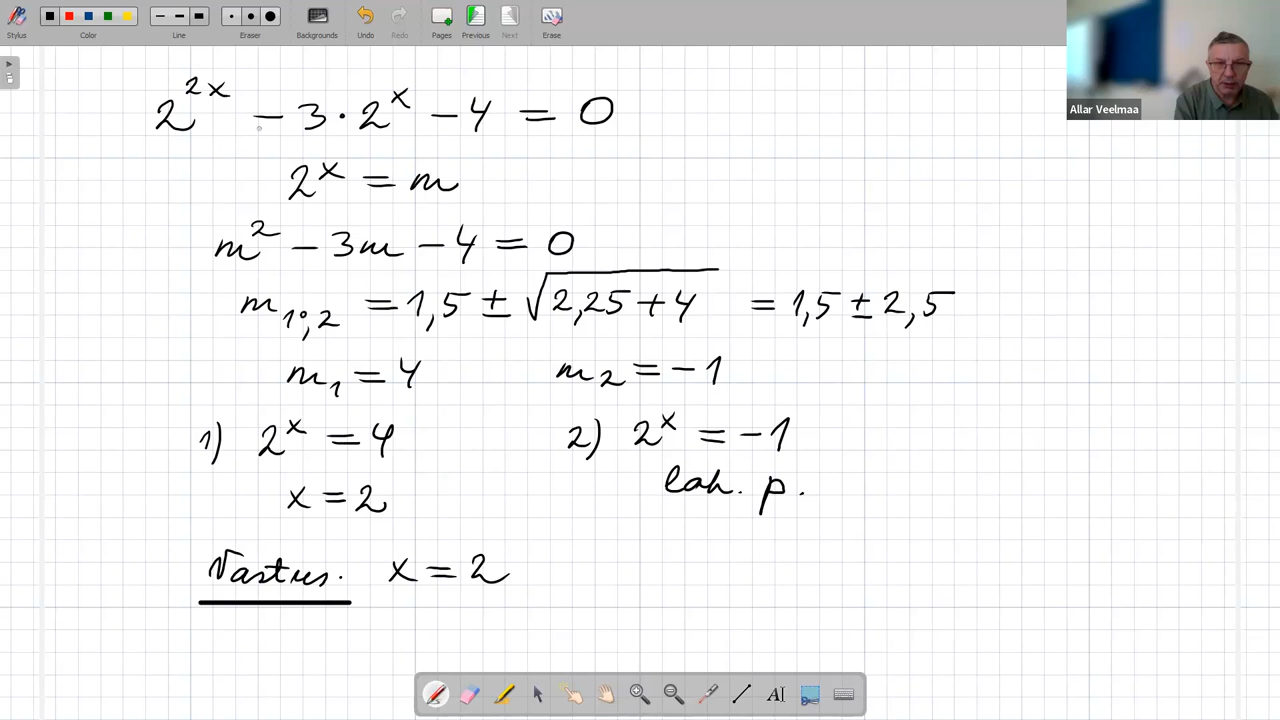 Stylus Color Line Eraser Backgrounds Undo Redo Pages Previous Next Erase
Allar Veelmaa
2^{2x} - 3 · 2^x - 4 = 0
2^x = m
m^2 - 3m - 4 = 0
m_{1;2} = 1,5 ± √(2,25 + 4) = 1,5 ± 2,5
m_1 = 4 m_2 = -1
1) 2^x = 4 2) 2^x = -1
x = 2 lah. p.
Vastus. x = 2
AI